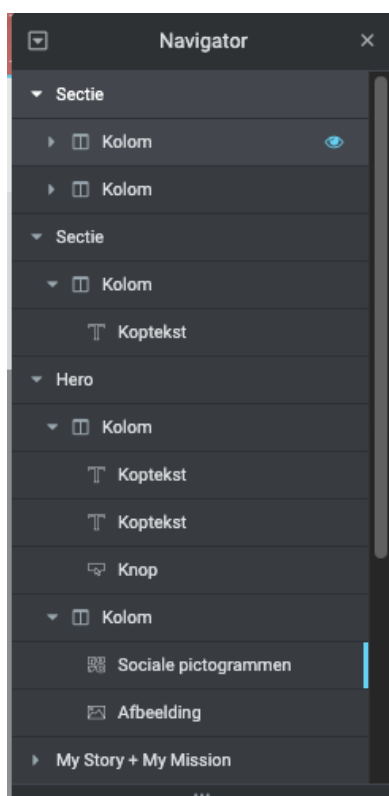 Navigator
Sectie
Kolom
Kolom
Sectie
Kolom
Koptekst
Hero
Kolom
Koptekst
Koptekst
Knop
Kolom
Sociale pictogrammen
Afbeelding
My Story + My Mission